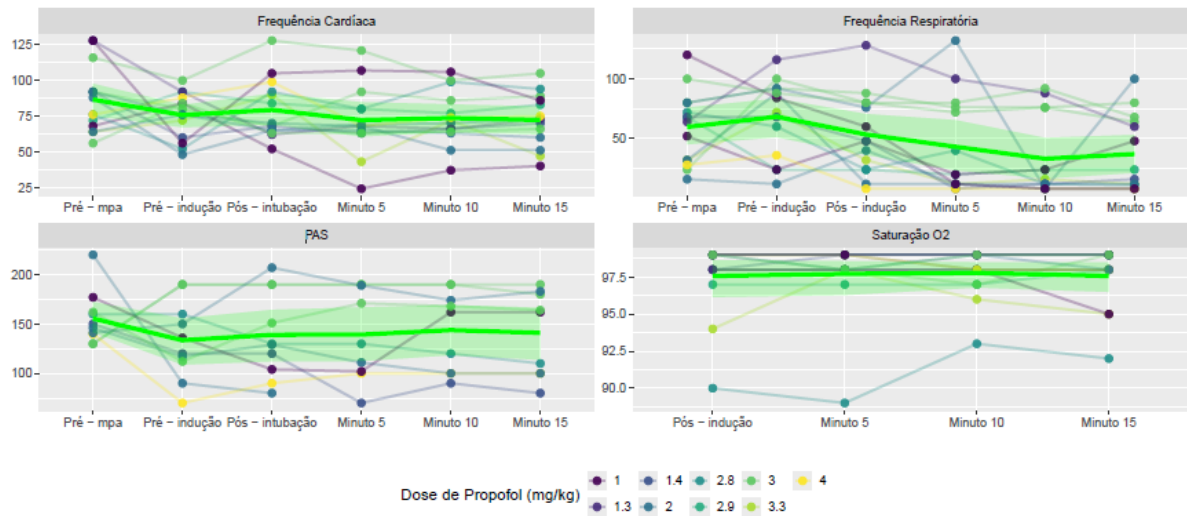 Frequência Cardíaca
125
100
75
50
25
Pré − mpa Pré − indução Pós − intubação Minuto 5 Minuto 10 Minuto 15
Frequência Respiratória
100
50
Pré − mpa Pré − indução Pós − indução Minuto 5 Minuto 10 Minuto 15
PAS
200
150
100
Pré − mpa Pré − indução Pós − intubação Minuto 5 Minuto 10 Minuto 15
Saturação O2
97.5
95.0
92.5
90.0
Pós − indução Minuto 5 Minuto 10 Minuto 15
Dose de Propofol (mg/kg)
1 1.4 2.8 3 4
1.3 2 2.9 3.3